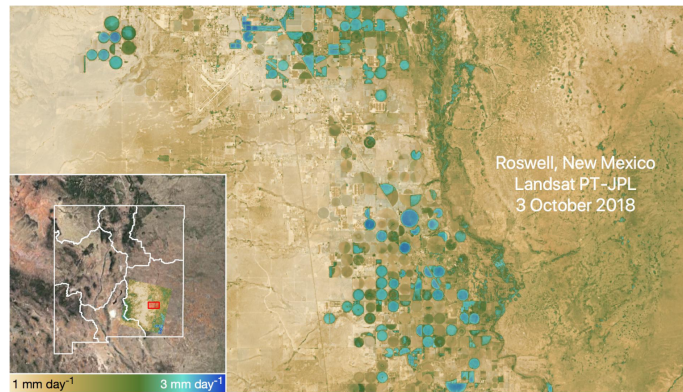 Roswell, New Mexico
Landsat PT-JPL
3 October 2018
1 mm day-1
3 mm day-1